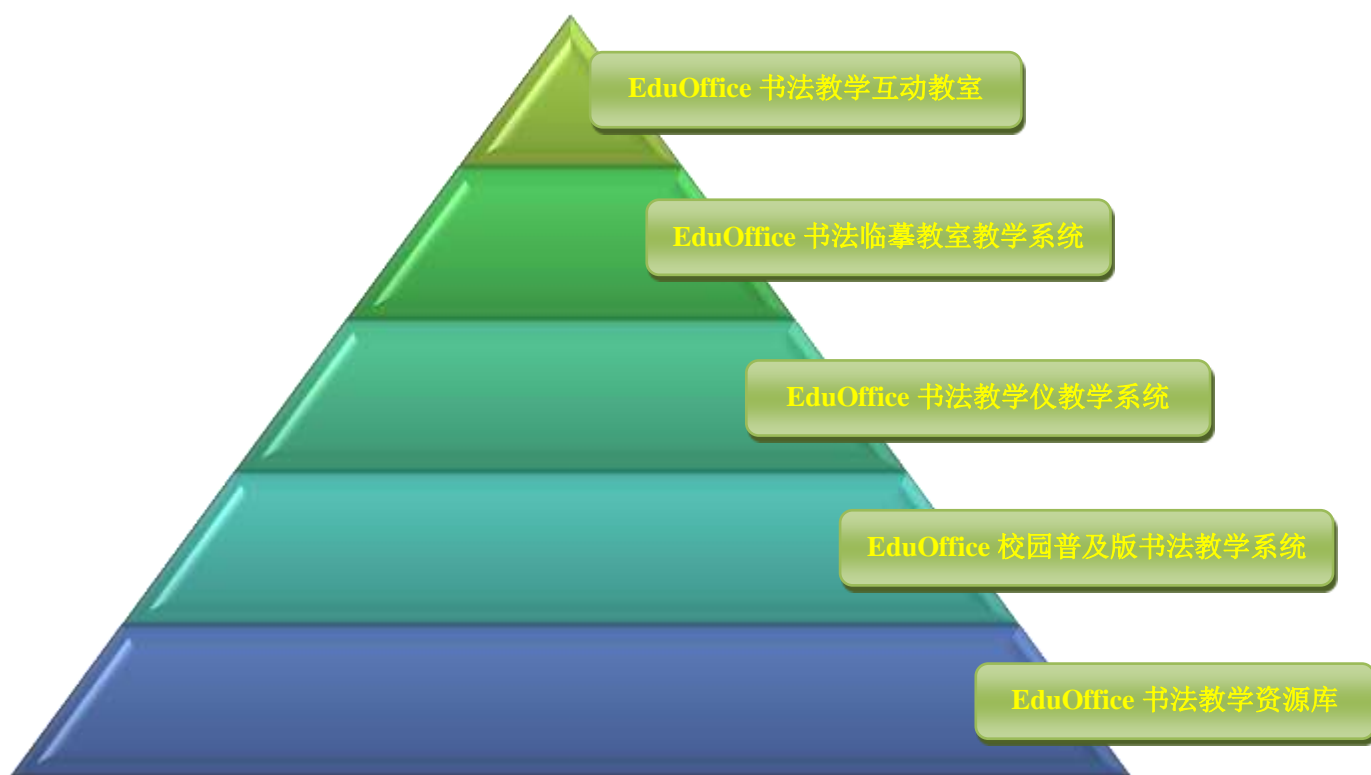 EduOffice 书法教学互动教室
EduOffice 书法临摹教室教学系统
EduOffice 书法教学仪教学系统
EduOffice 校园普及版书法教学系统
EduOffice 书法教学资源库